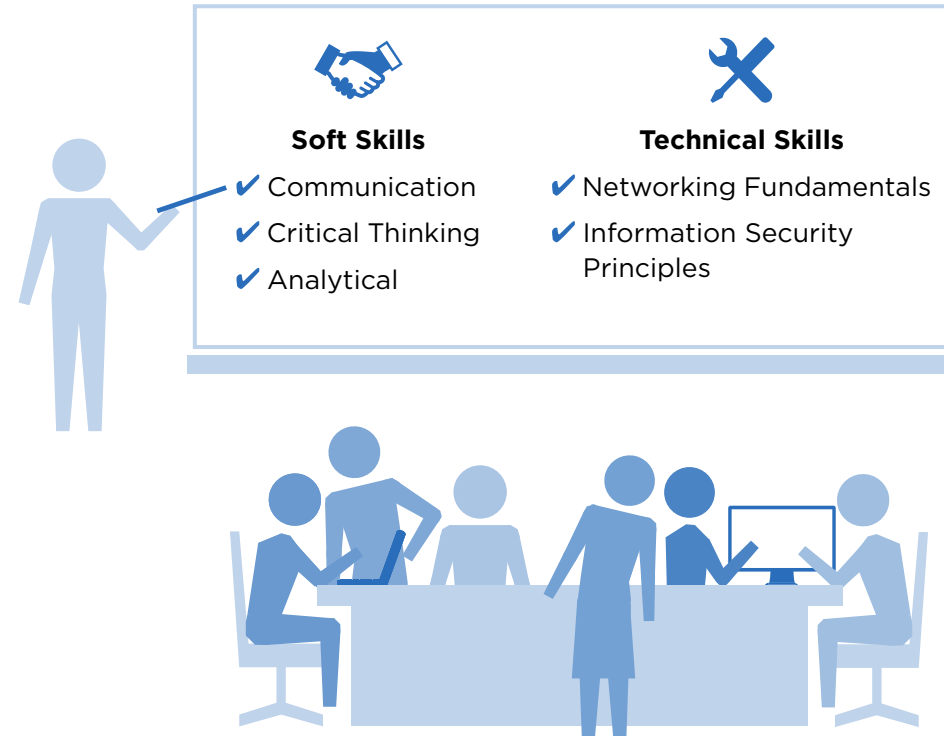 Soft Skills
Communication
Critical Thinking
Analytical
Technical Skills
Networking Fundamentals
Information Security
Principles